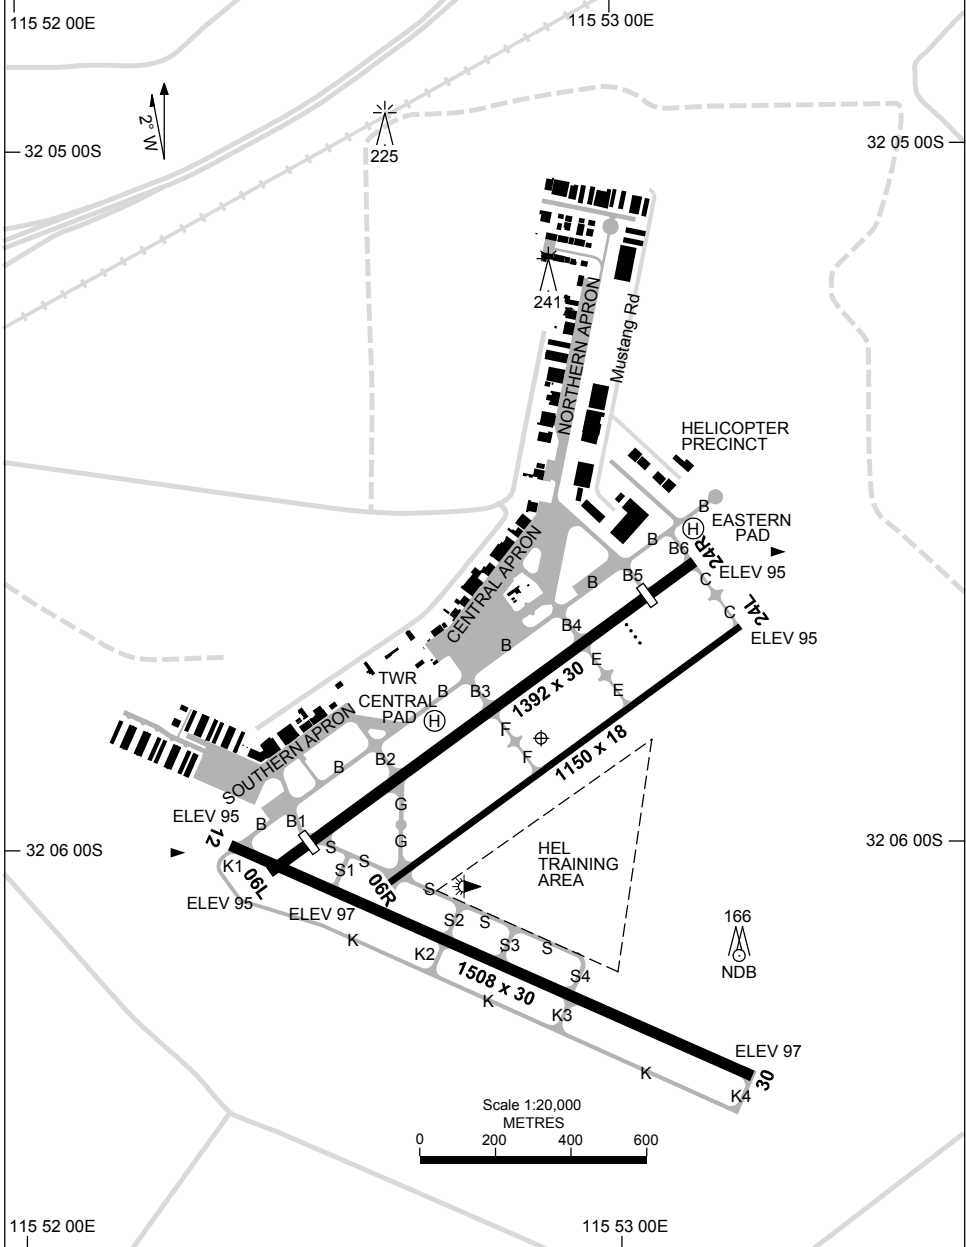 115 52 00E
115 53 00E
2° W
32 05 00S
32 05 00S
225
241
NORTHERN APRON
Mustang Rd
HELICOPTER
PRECINCT
B
EASTERN
PAD
H
B
B6
24R
ELEV 95
CENTRAL APRON
B
B5
C
C
24L
ELEV 95
B4
B
E
E
TWR
CENTRAL
PAD
H
B
B3
1392 x 30
F
F
1150 x 18
SOUTHERN APRON
B
B2
G
G
ELEV 95
12
B
B1
S
S
S1
K1
06L
06R
32 06 00S
32 06 00S
HEL
TRAINING
AREA
ELEV 95
ELEV 97
S
S2
S
S3
S
S4
K
K2
1508 x 30
K
K3
166
NDB
ELEV 97
30
K
K4
Scale 1:20,000
METRES
0 200 400 600
115 52 00E
115 53 00E